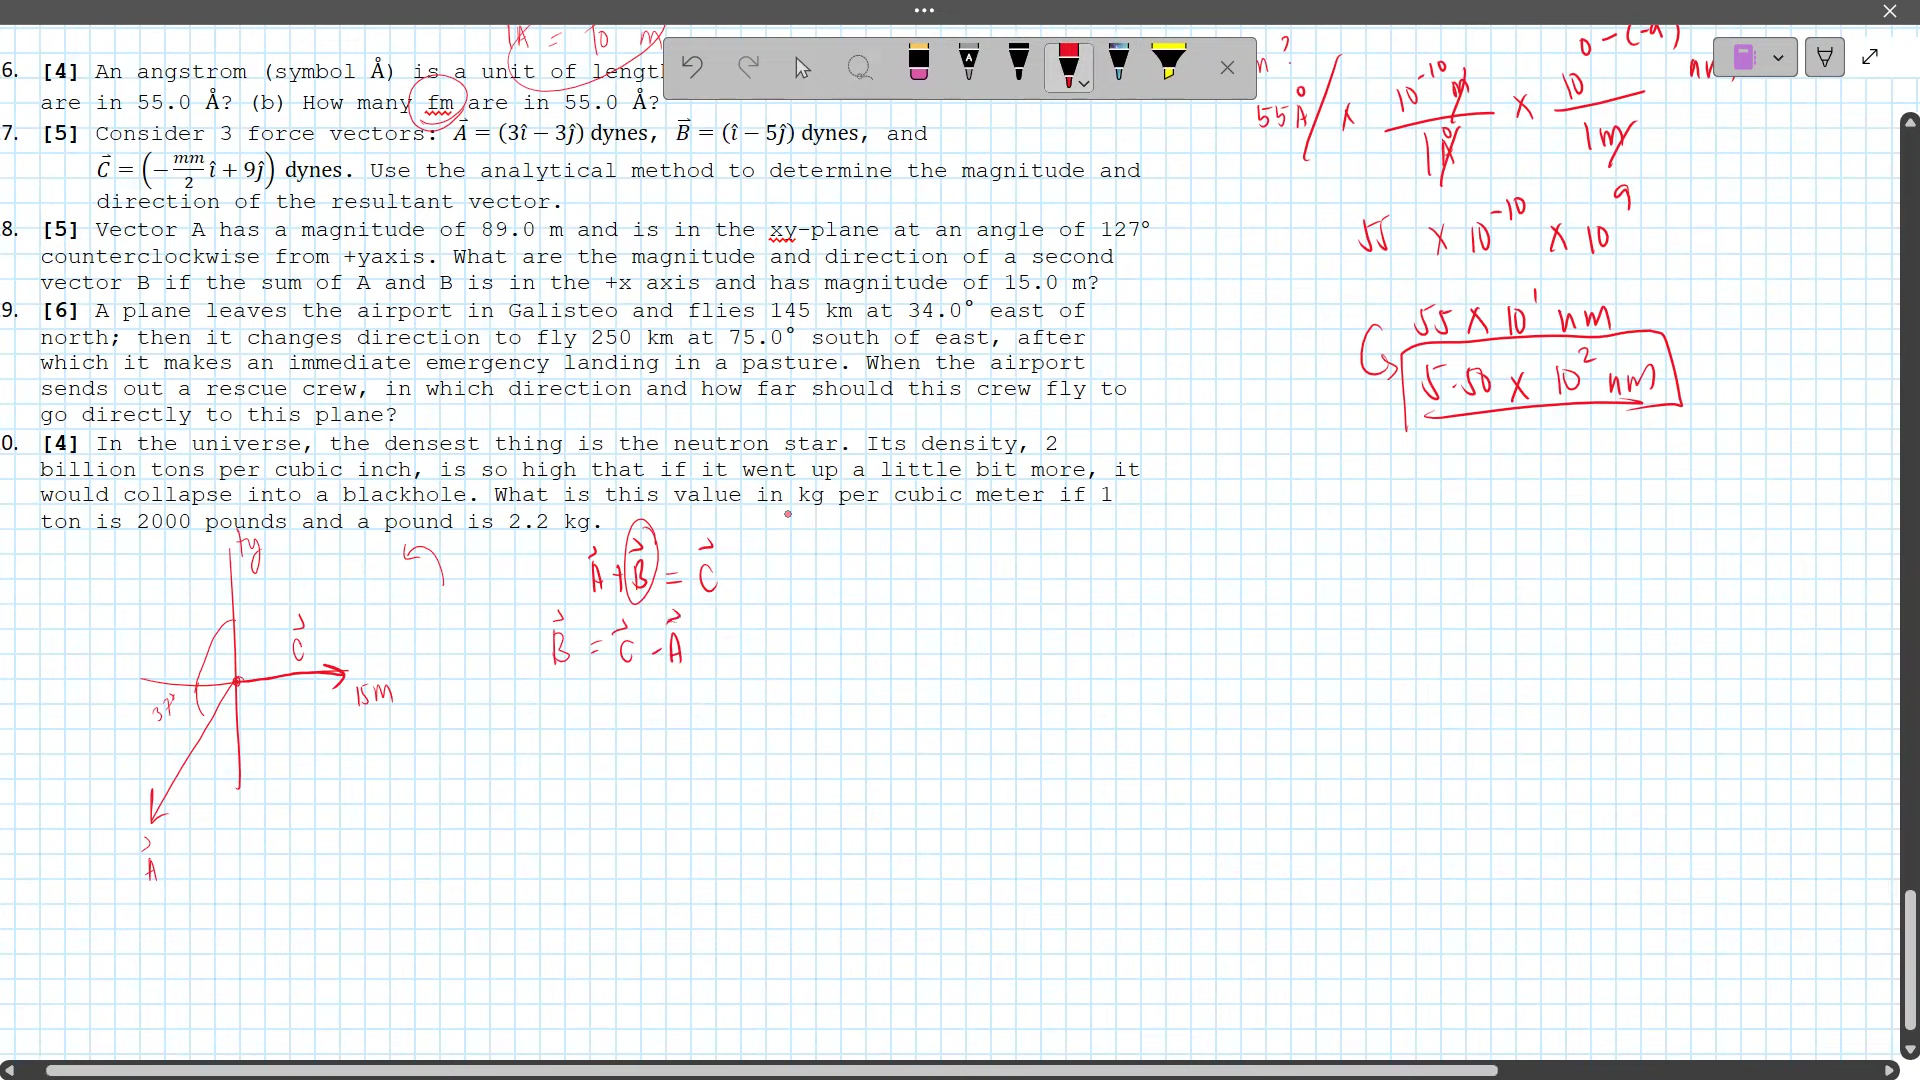 1Å = 10 m
6. [4] An angstrom (symbol Å) is a unit of lengt
are in 55.0 Å? (b) How many fm are in 55.0 Å?
7. [5] Consider 3 force vectors: A⃗ = (3î − 3ĵ) dynes, B⃗ = (î − 5ĵ) dynes, and
C⃗ = (−mm/2 î + 9ĵ) dynes. Use the analytical method to determine the magnitude and
direction of the resultant vector.
8. [5] Vector A has a magnitude of 89.0 m and is in the xy-plane at an angle of 127°
counterclockwise from +yaxis. What are the magnitude and direction of a second
vector B if the sum of A and B is in the +x axis and has magnitude of 15.0 m?
9. [6] A plane leaves the airport in Galisteo and flies 145 km at 34.0° east of
north; then it changes direction to fly 250 km at 75.0° south of east, after
which it makes an immediate emergency landing in a pasture. When the airport
sends out a rescue crew, in which direction and how far should this crew fly to
go directly to this plane?
0. [4] In the universe, the densest thing is the neutron star. Its density, 2
billion tons per cubic inch, is so high that if it went up a little bit more, it
would collapse into a blackhole. What is this value in kg per cubic meter if 1
ton is 2000 pounds and a pound is 2.2 kg.
+y
C⃗
15m
37°
A⃗
A⃗ + B⃗ = C⃗
B⃗ = C⃗ - A⃗
55Å x 10⁻¹⁰ m / 1Å x 10 0-(-9) / 1m
55 x 10⁻¹⁰ x 10⁹
55 x 10¹ nm
5.50 x 10² nm